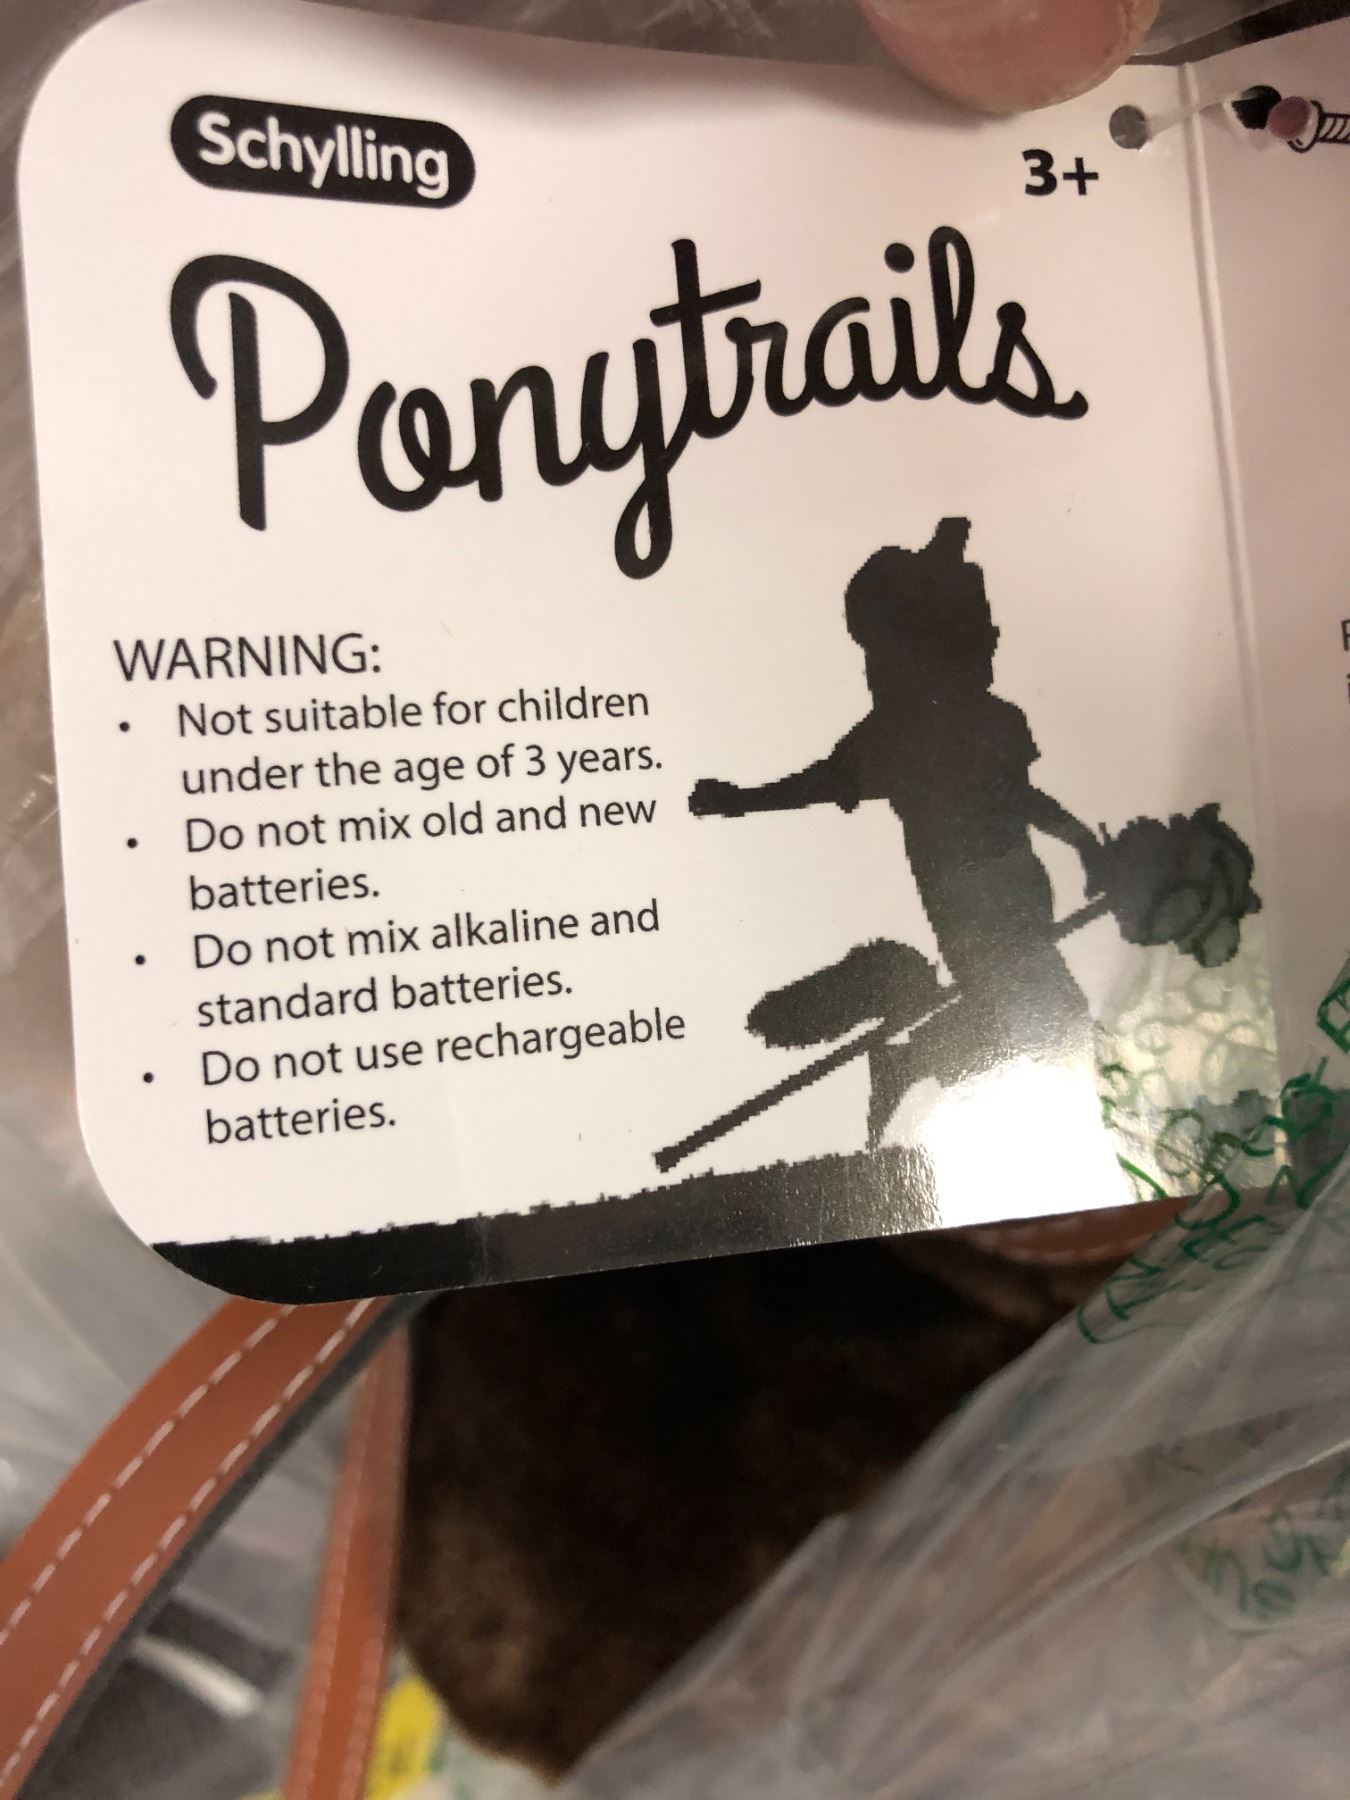 Schylling
3+
Ponytrails
WARNING:
• Not suitable for children
under the age of 3 years.
• Do not mix old and new
batteries.
• Do not mix alkaline and
standard batteries.
• Do not use rechargeable
batteries.